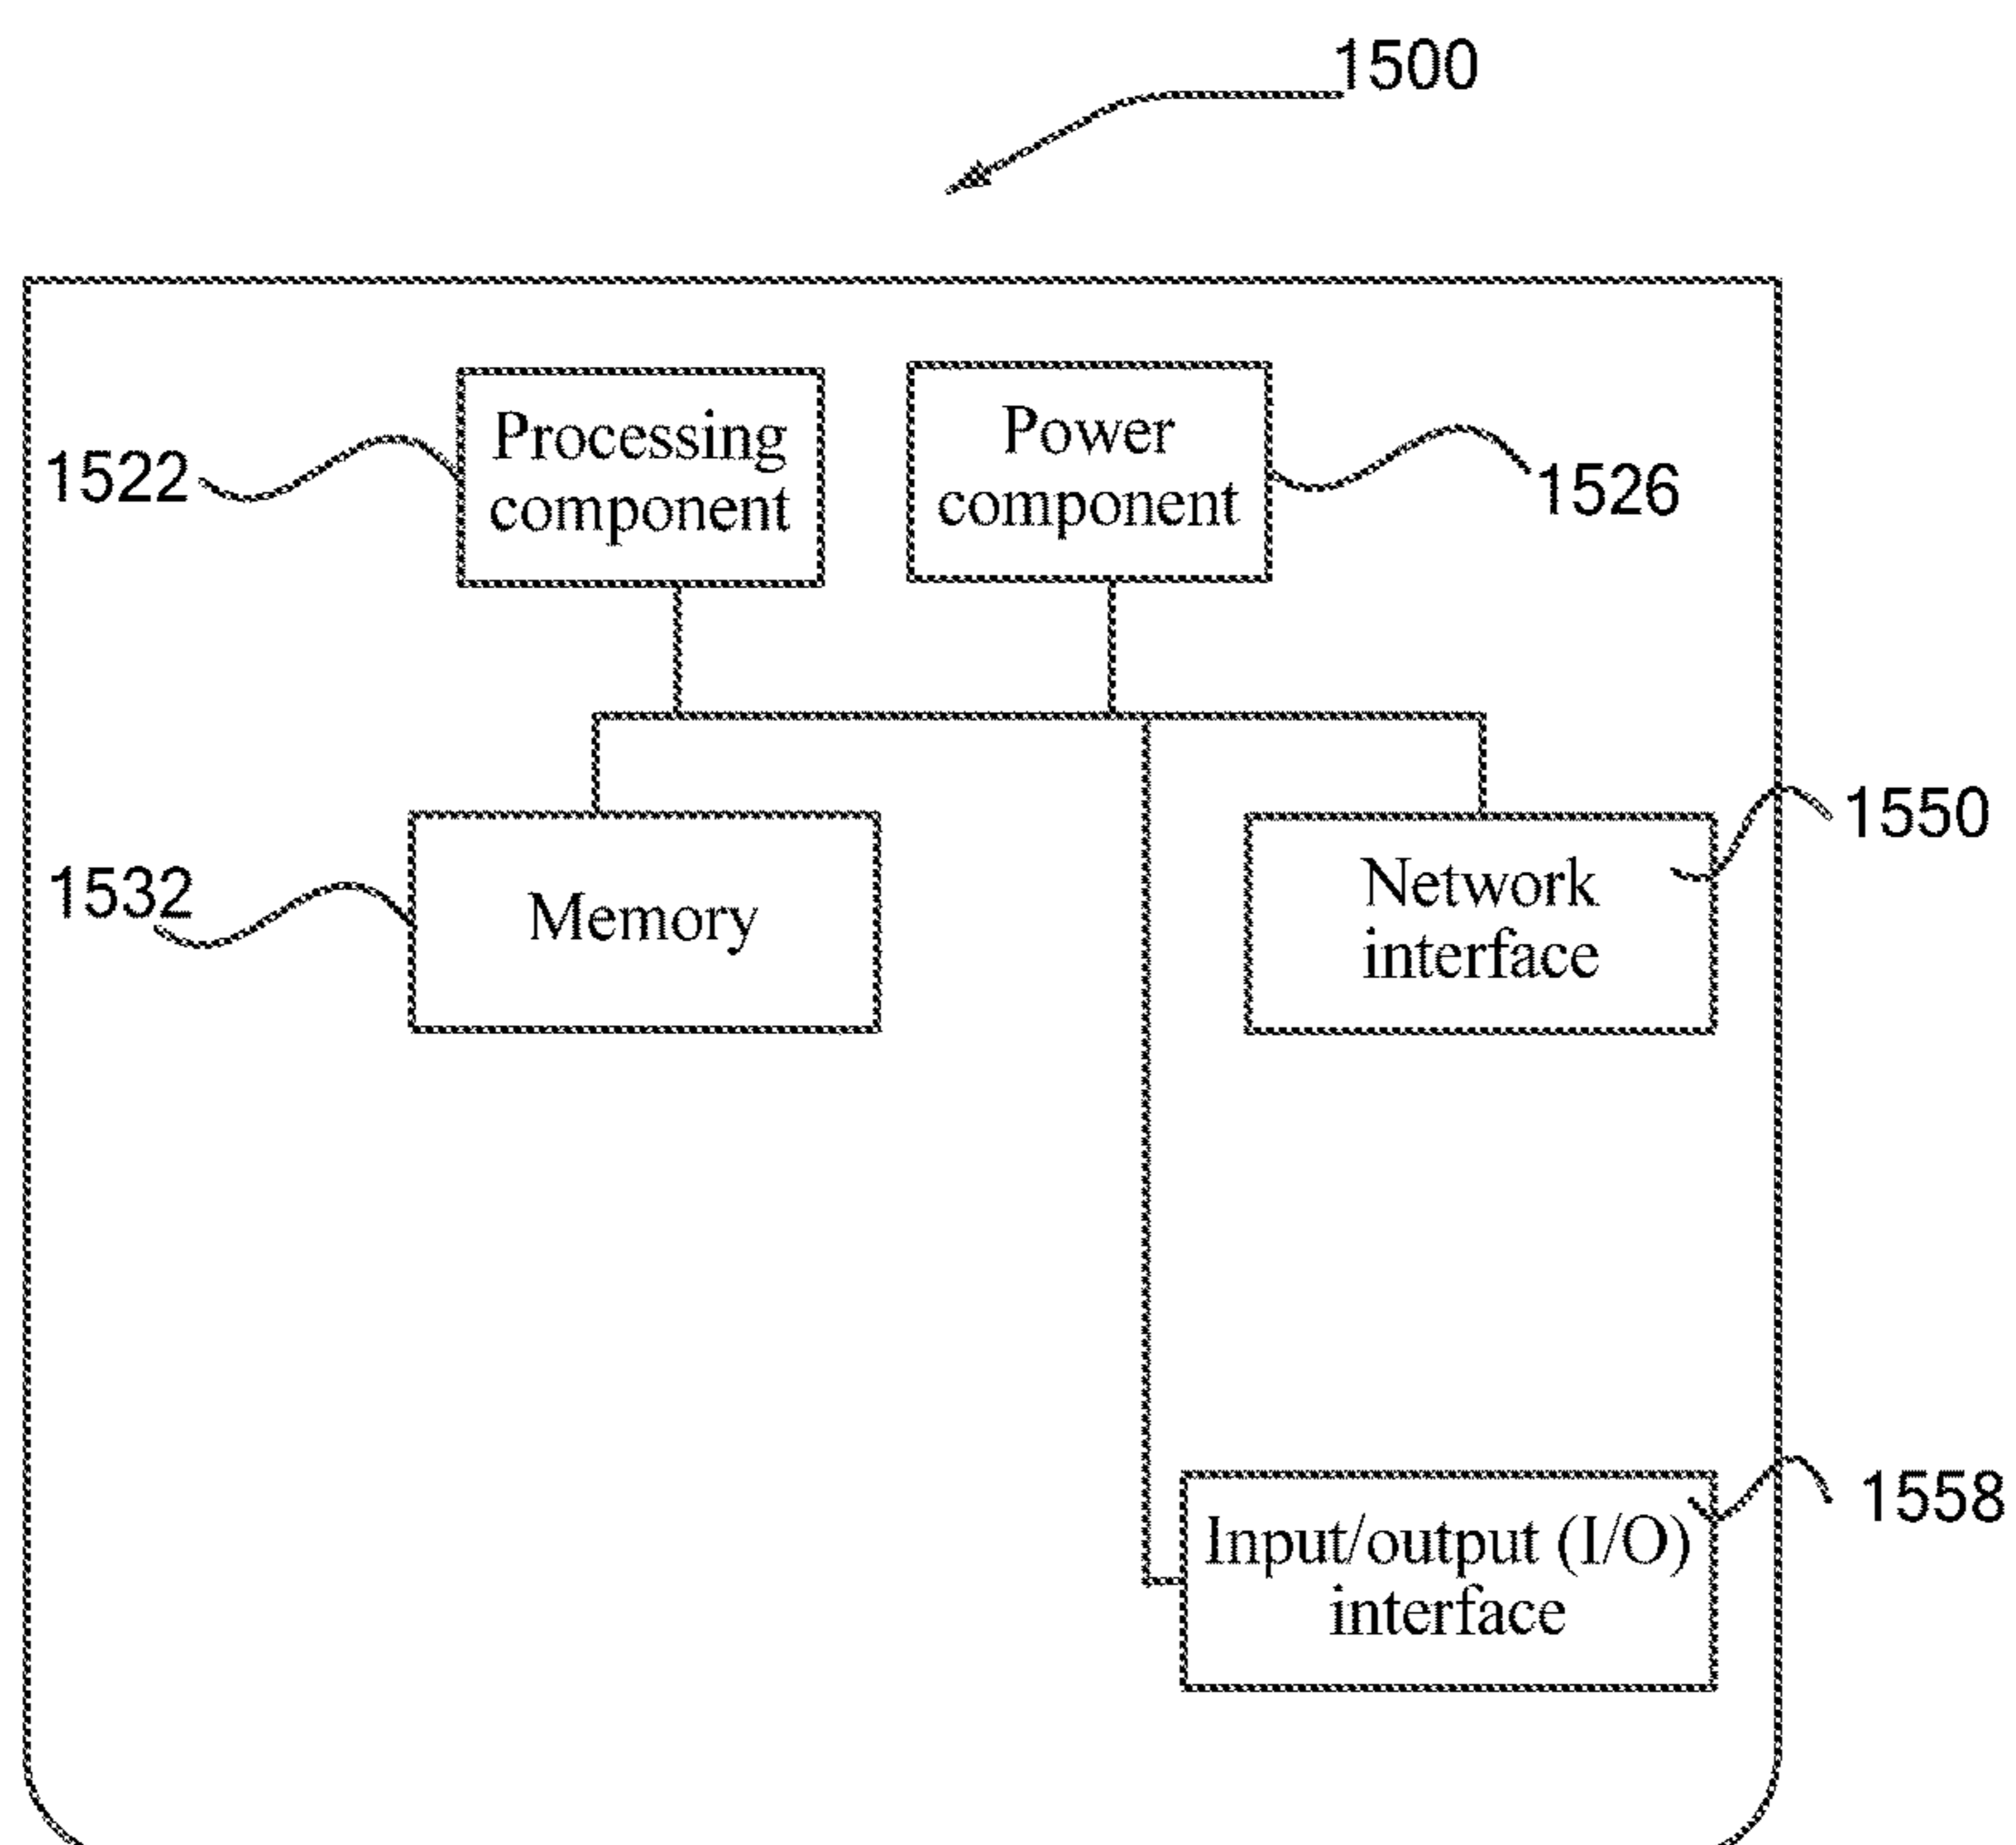 1500
Processing
component
Power
component
1522
1526
Memory
1532
Network
interface
1550
Input/output (I/O)
interface
1558